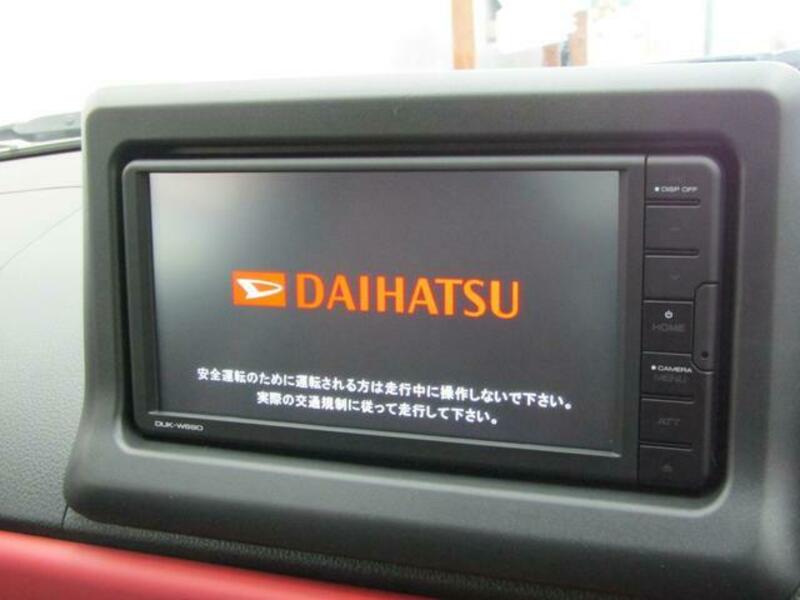 DISP OFF
DAIHATSU
HOME
CAMERA
MENU
安全運転のために運転される方は走行中に操作しないで下さい。
実際の交通規制に従って走行して下さい。
ATT
DUK-W69D